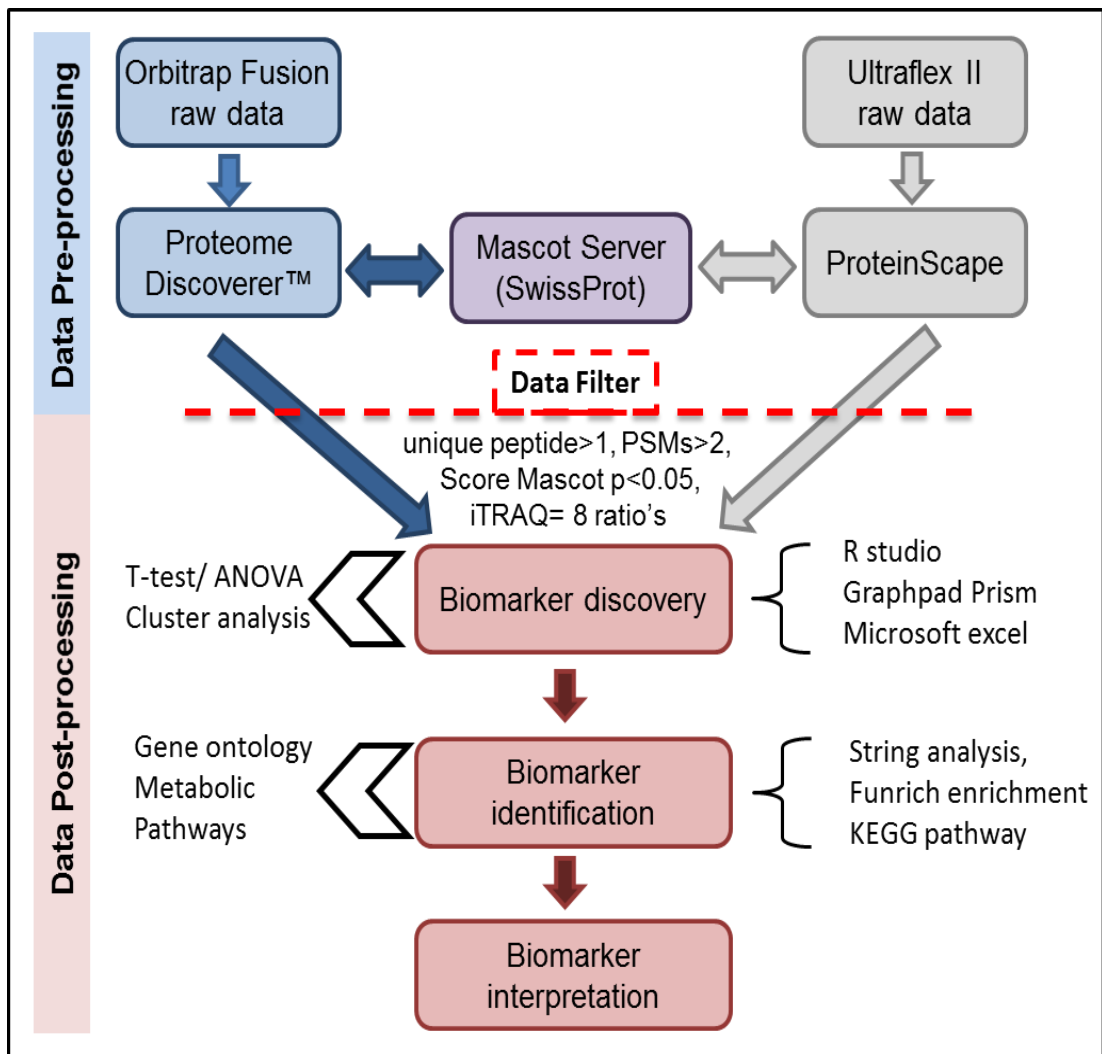 Data Pre-processing
Orbitrap Fusion
raw data
Ultraflex II
raw data
Proteome
Discoverer™
Mascot Server
(SwissProt)
ProteinScape
Data Filter
unique peptide>1, PSMs>2,
Score Mascot p<0.05,
iTRAQ= 8 ratio's
Data Post-processing
T-test/ ANOVA
Cluster analysis
Biomarker discovery
R studio
Graphpad Prism
Microsoft excel
Gene ontology
Metabolic
Pathways
Biomarker
identification
String analysis,
Funrich enrichment
KEGG pathway
Biomarker
interpretation